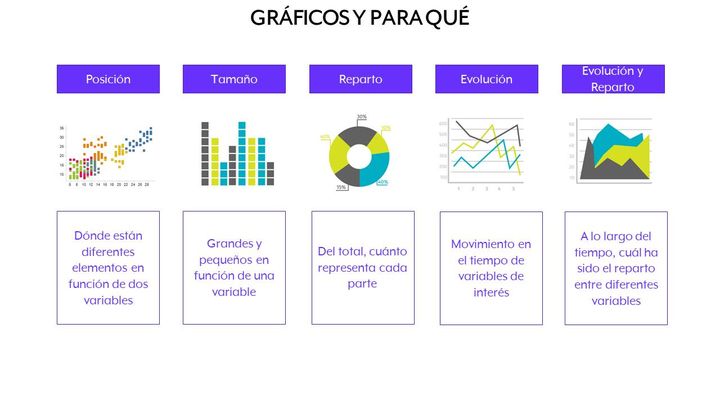 GRÁFICOS Y PARA QUÉ
Posición
Tamaño
Reparto
Evolución
Evolución y
Reparto
30%
15%
40%
Dónde están
diferentes
elementos en
función de dos
variables
Grandes y
pequeños en
función de una
variable
Del total, cuánto
representa cada
parte
Movimiento en
el tiempo de
variables de
interés
A lo largo del
tiempo, cuál ha
sido el reparto
entre diferentes
variables